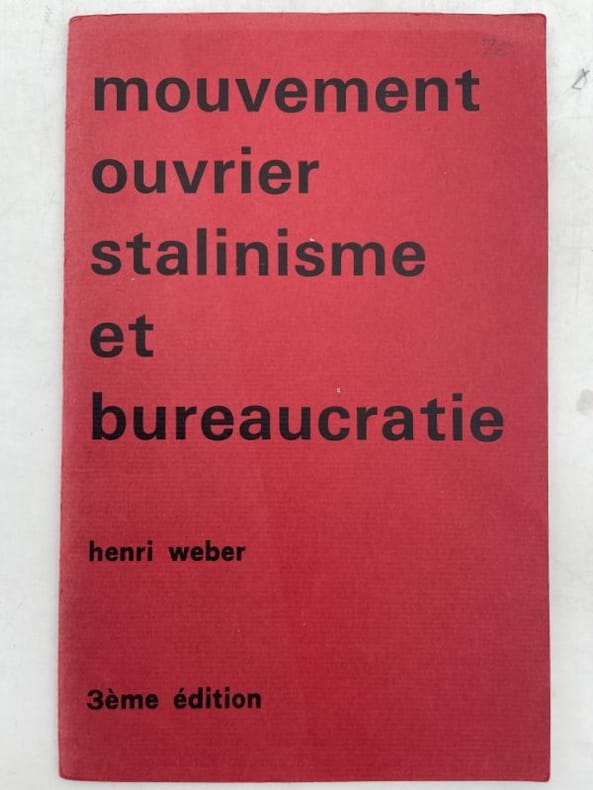 mouvement
ouvrier
stalinisme
et
bureaucratie
henri weber
3ème édition